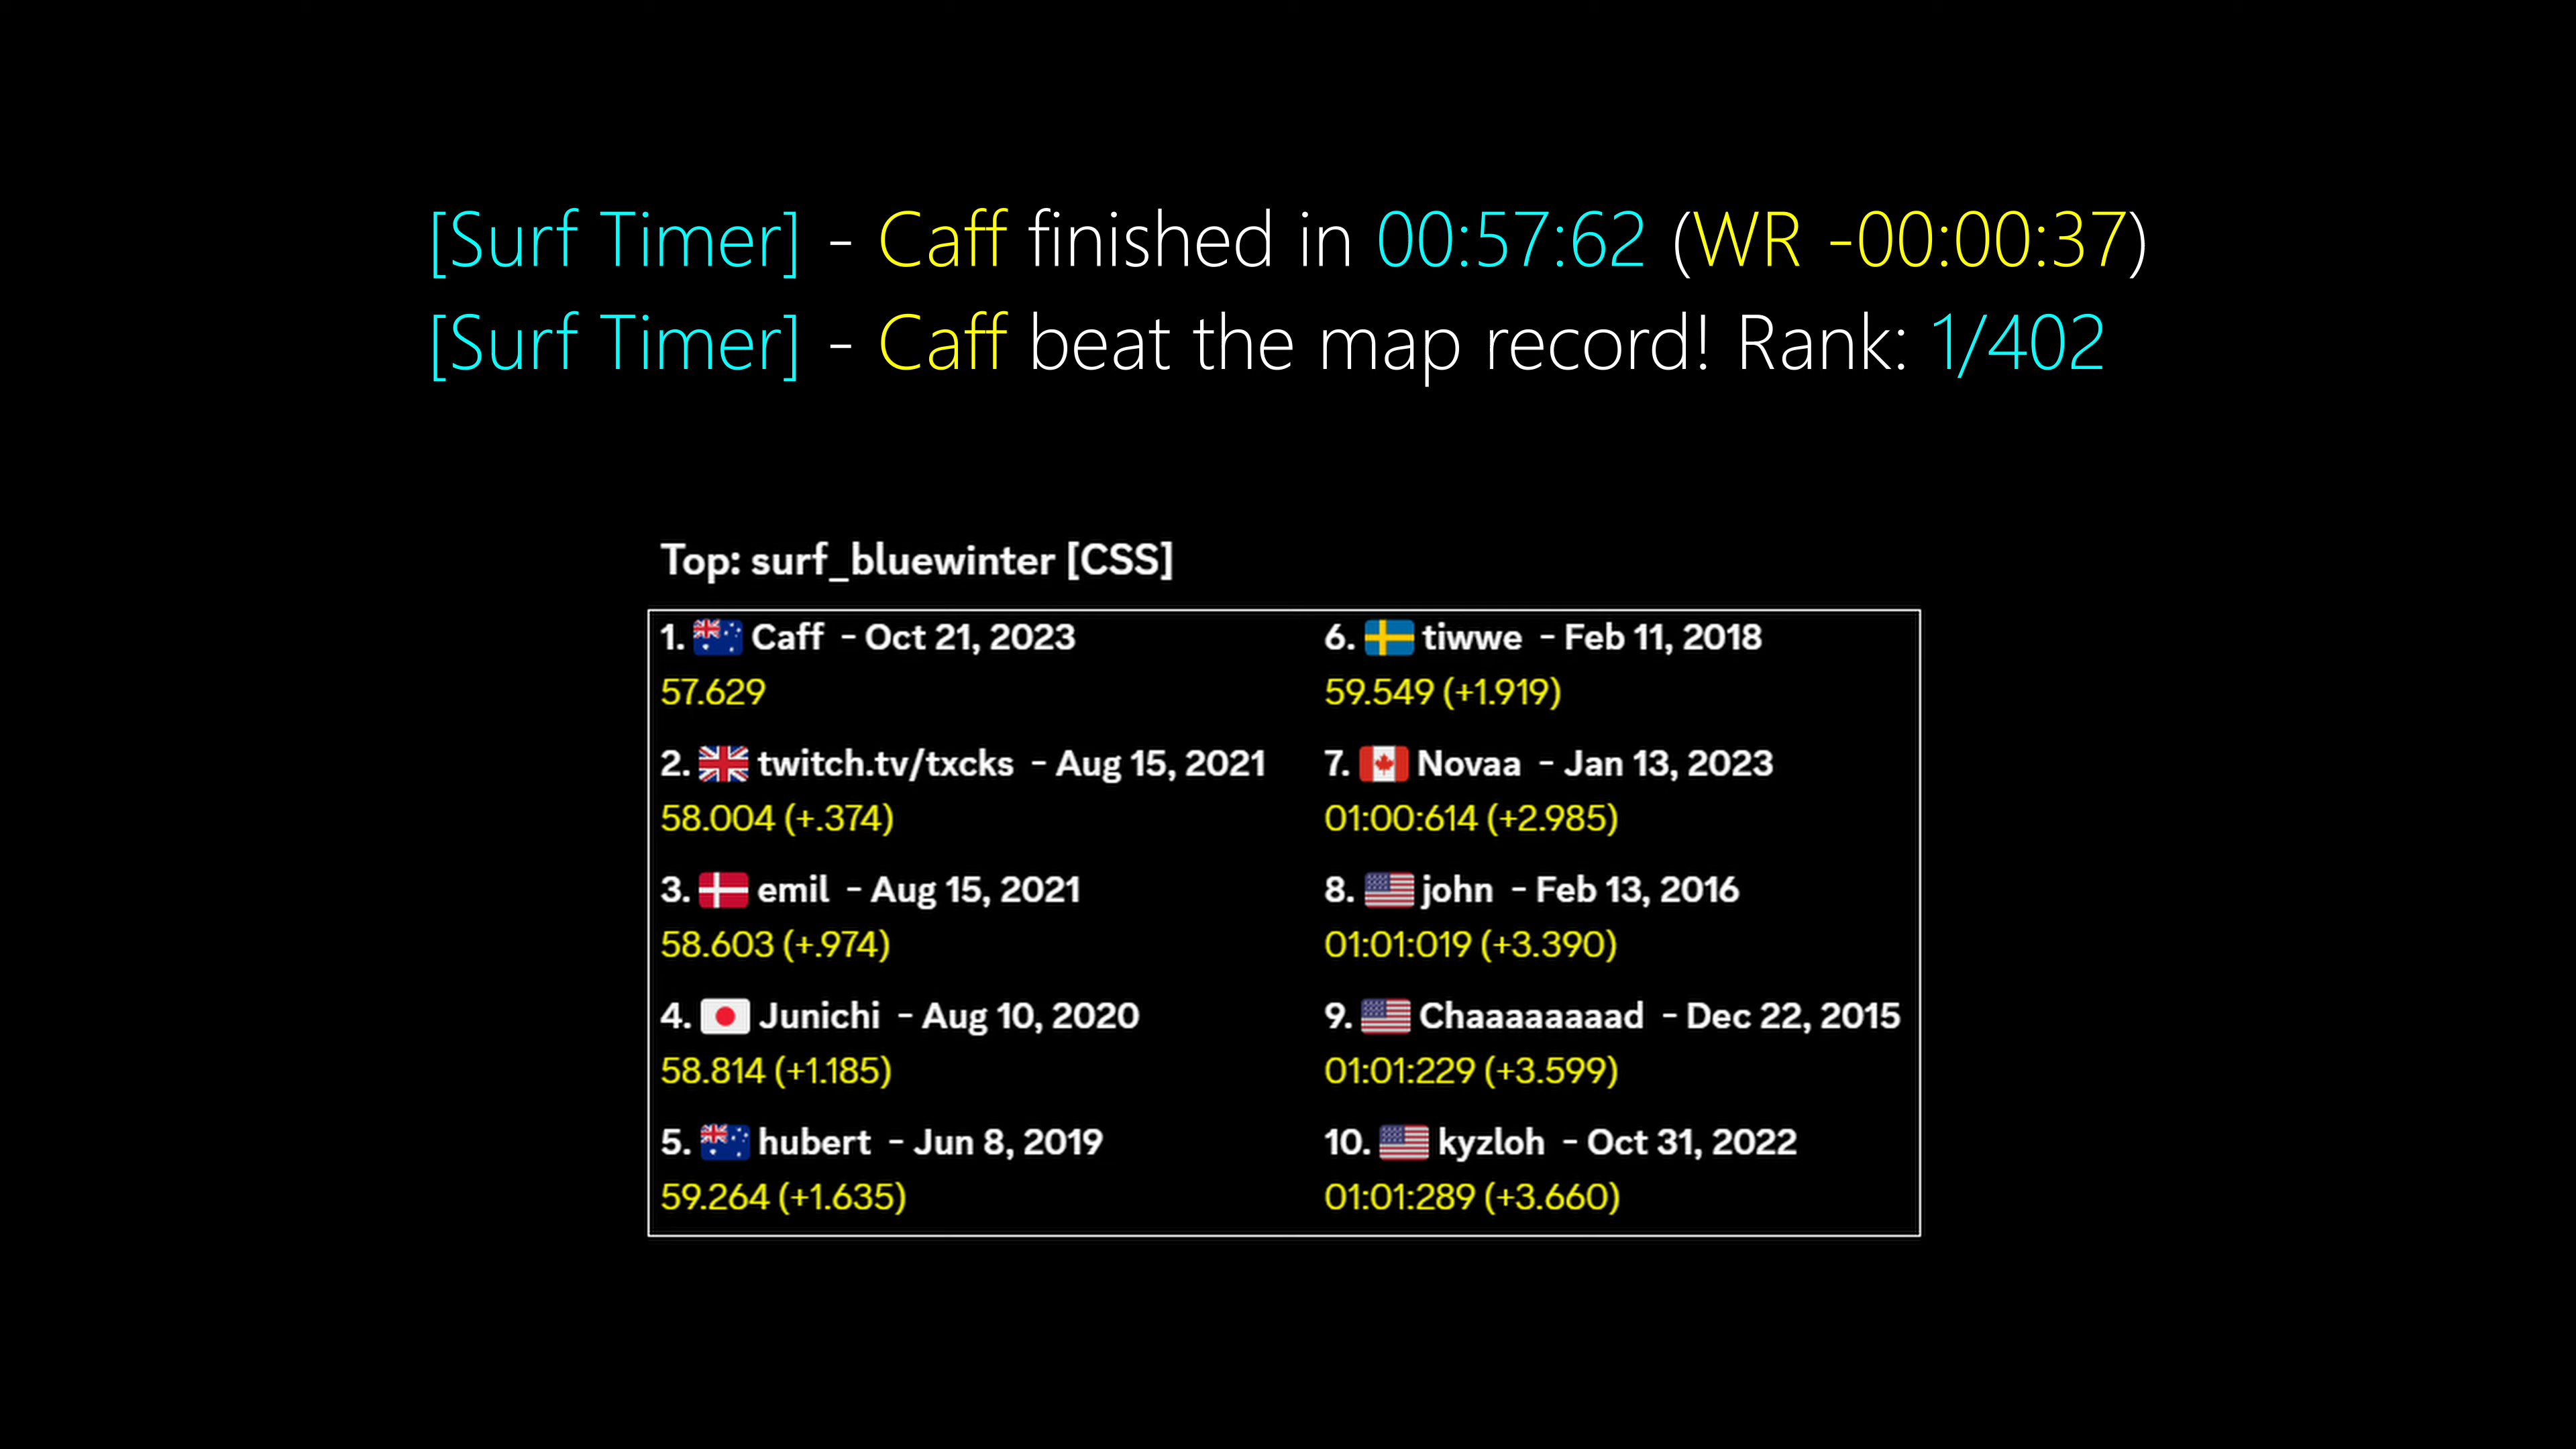 [Surf Timer] - Caff finished in 00:57:62 (WR -00:00:37)
[Surf Timer] - Caff beat the map record! Rank: 1/402
Top: surf_bluewinter [CSS]
1. Caff - Oct 21, 2023
57.629
2. twitch.tv/txcks - Aug 15, 2021
58.004 (+.374)
3. emil - Aug 15, 2021
58.603 (+.974)
4. Junichi - Aug 10, 2020
58.814 (+1.185)
5. hubert - Jun 8, 2019
59.264 (+1.635)
6. tiwwe - Feb 11, 2018
59.549 (+1.919)
7. Novaa - Jan 13, 2023
01:00:614 (+2.985)
8. john - Feb 13, 2016
01:01:019 (+3.390)
9. Chaaaaaaaad - Dec 22, 2015
01:01:229 (+3.599)
10. kyzloh - Oct 31, 2022
01:01:289 (+3.660)